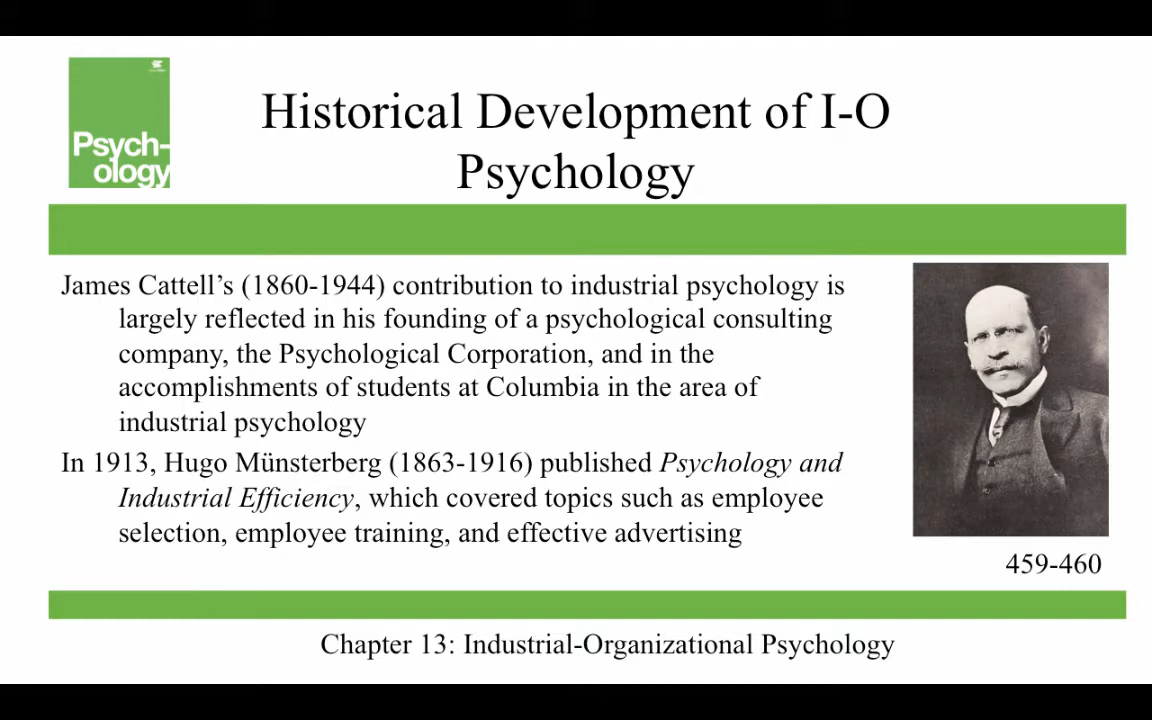 Psych-
ology
Historical Development of I-O
Psychology
James Cattell’s (1860-1944) contribution to industrial psychology is
largely reflected in his founding of a psychological consulting
company, the Psychological Corporation, and in the
accomplishments of students at Columbia in the area of
industrial psychology
In 1913, Hugo Münsterberg (1863-1916) published Psychology and
Industrial Efficiency, which covered topics such as employee
selection, employee training, and effective advertising
459-460
Chapter 13: Industrial-Organizational Psychology